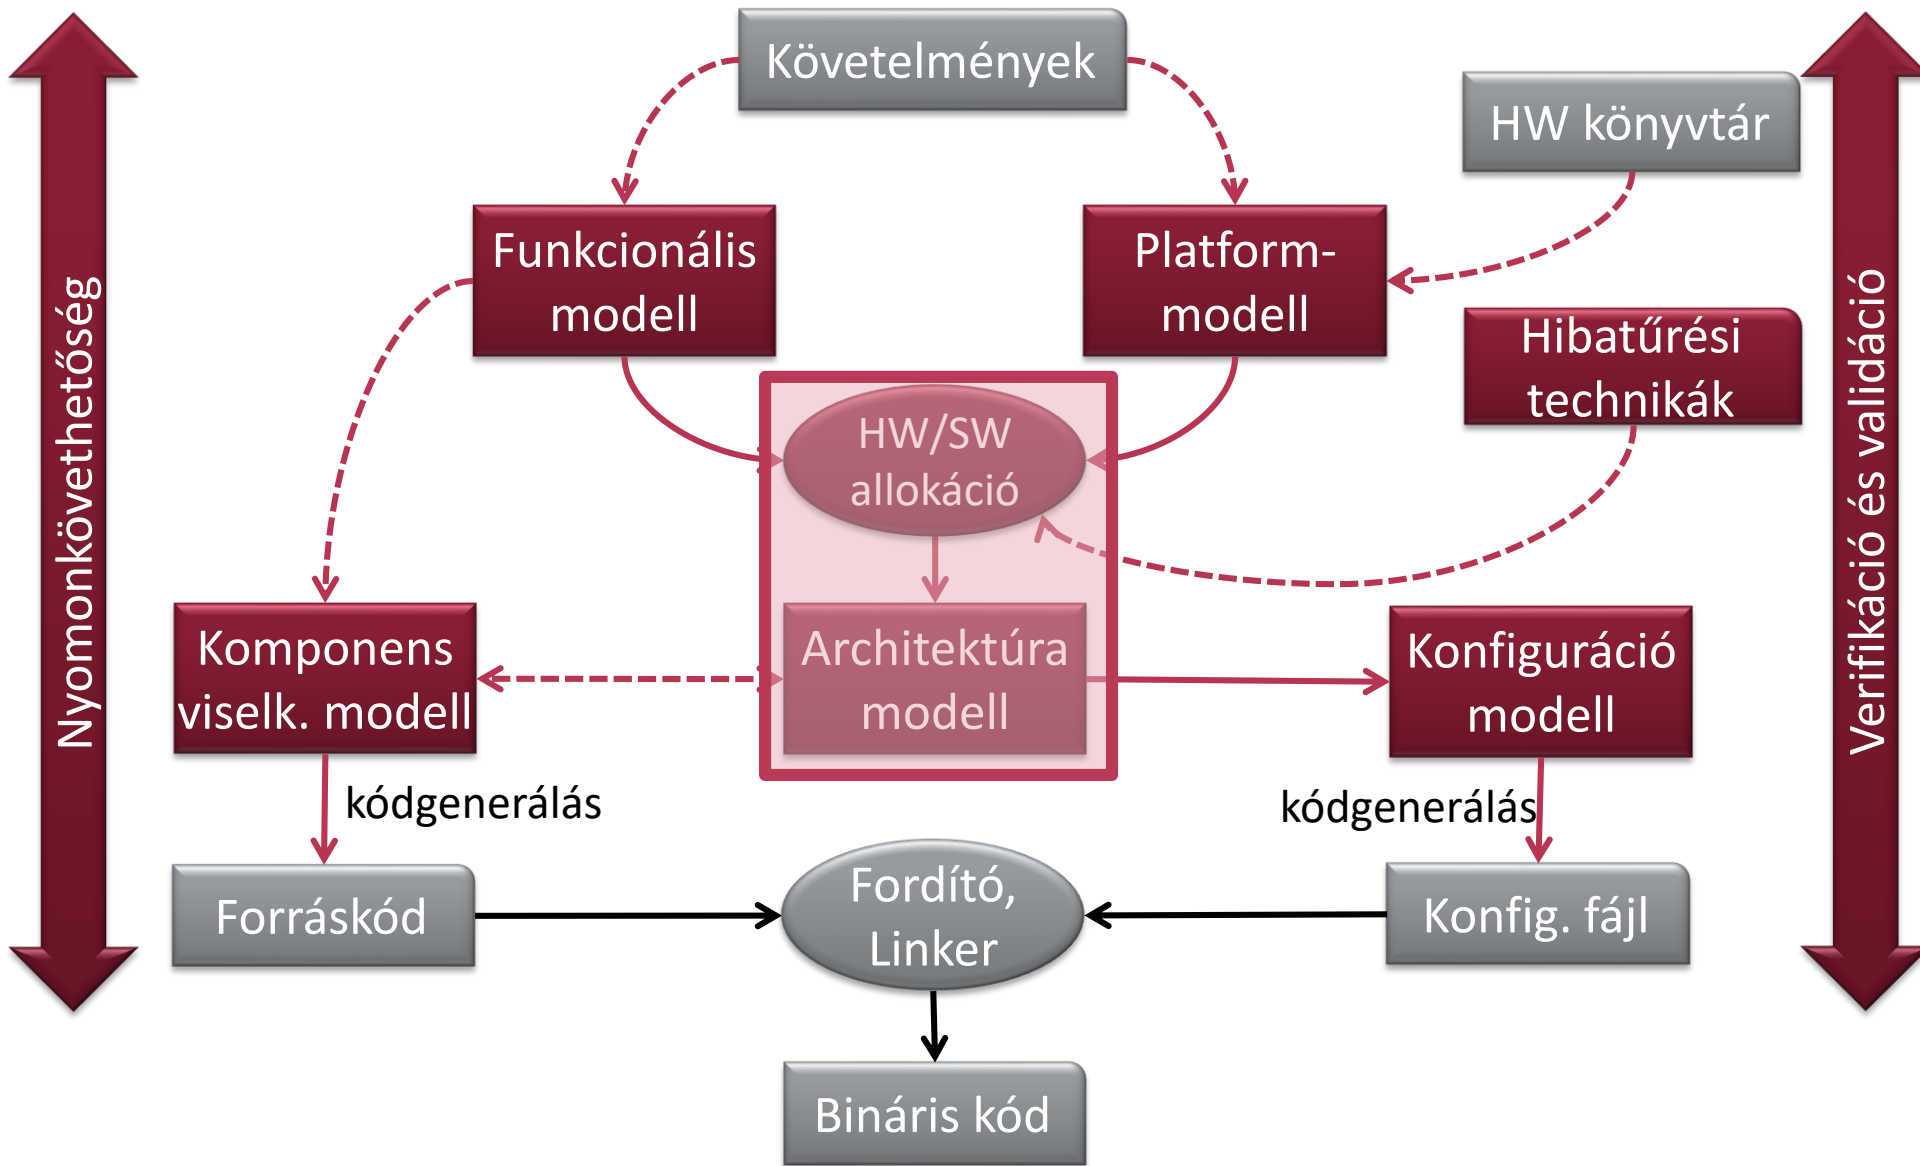 Követelmények
HW könyvtár
Funkcionális
modell
Platform-
modell
Hibatűrési
technikák
HW/SW
allokáció
Nyomonkövethetőség
Verifikáció és validáció
Komponens
viselk. modell
Architektúra
modell
Konfiguráció
modell
kódgenerálás
kódgenerálás
Forráskód
Fordító,
Linker
Konfig. fájl
Bináris kód